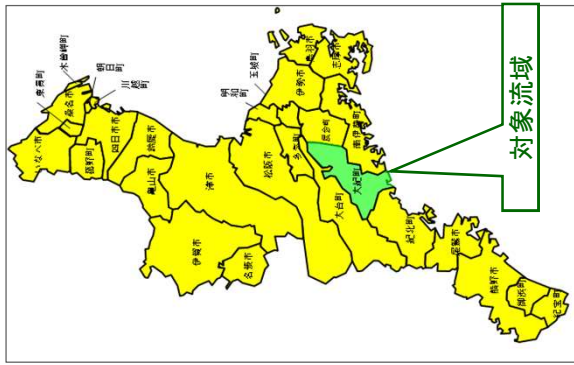 木曽岬町
東員町
桑名市
朝日町
川越町
いなべ市
菰野町
四日市市
鈴鹿市
亀山市
津市
伊賀市
名張市
松阪市
明和町
玉城町
多気町
伊勢市
鳥羽市
志摩市
度会町
南伊勢町
大台町
大紀町
紀北町
尾鷲市
熊野市
御浜町
紀宝町
対象流域